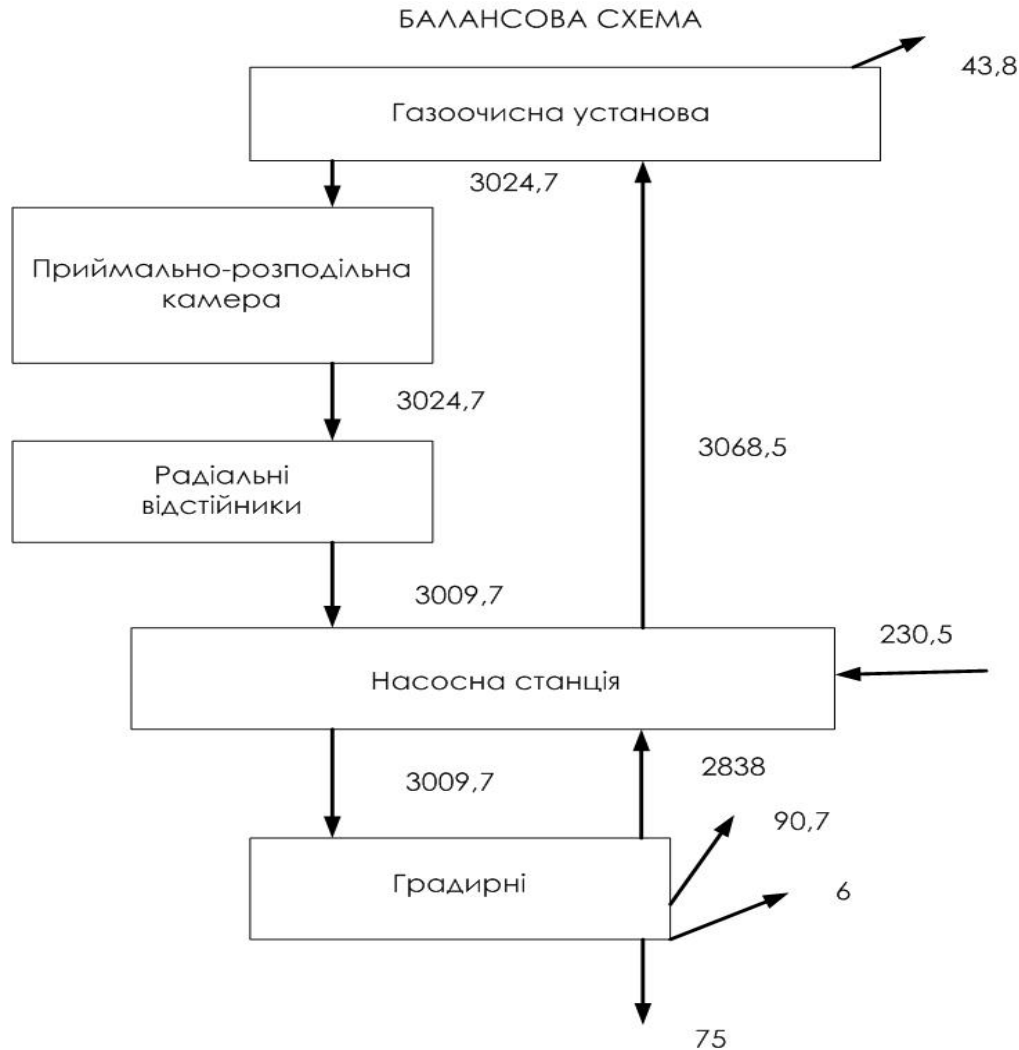 БАЛАНСОВА СХЕМА
43,8
Газоочисна установа
3024,7
Приймально-розподільна
камера
3024,7
3068,5
Радіальні
відстійники
3009,7
230,5
Насосна станція
3009,7
2838
90,7
Градирні
6
75